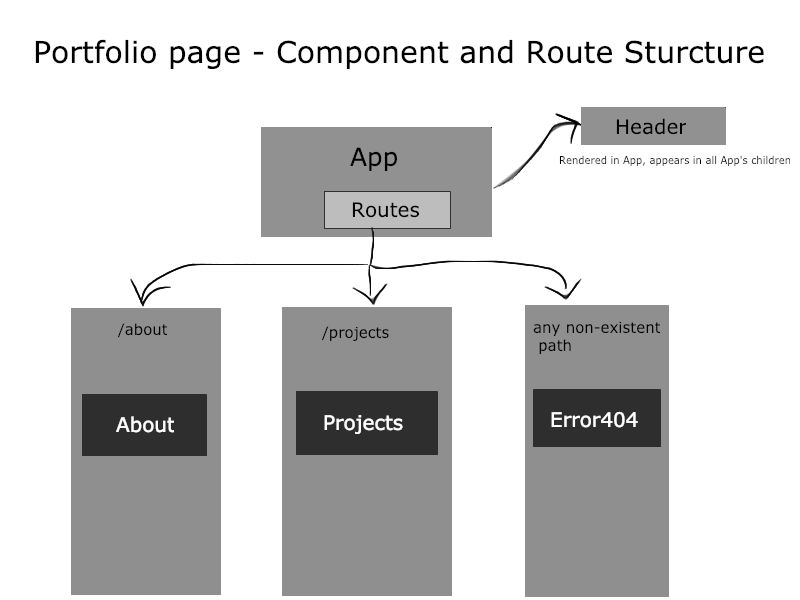 Portfolio page - Component and Route Sturcture
Header
Rendered in App, appears in all App's children
App
Routes
/about
About
/projects
Projects
any non-existent
path
Error404